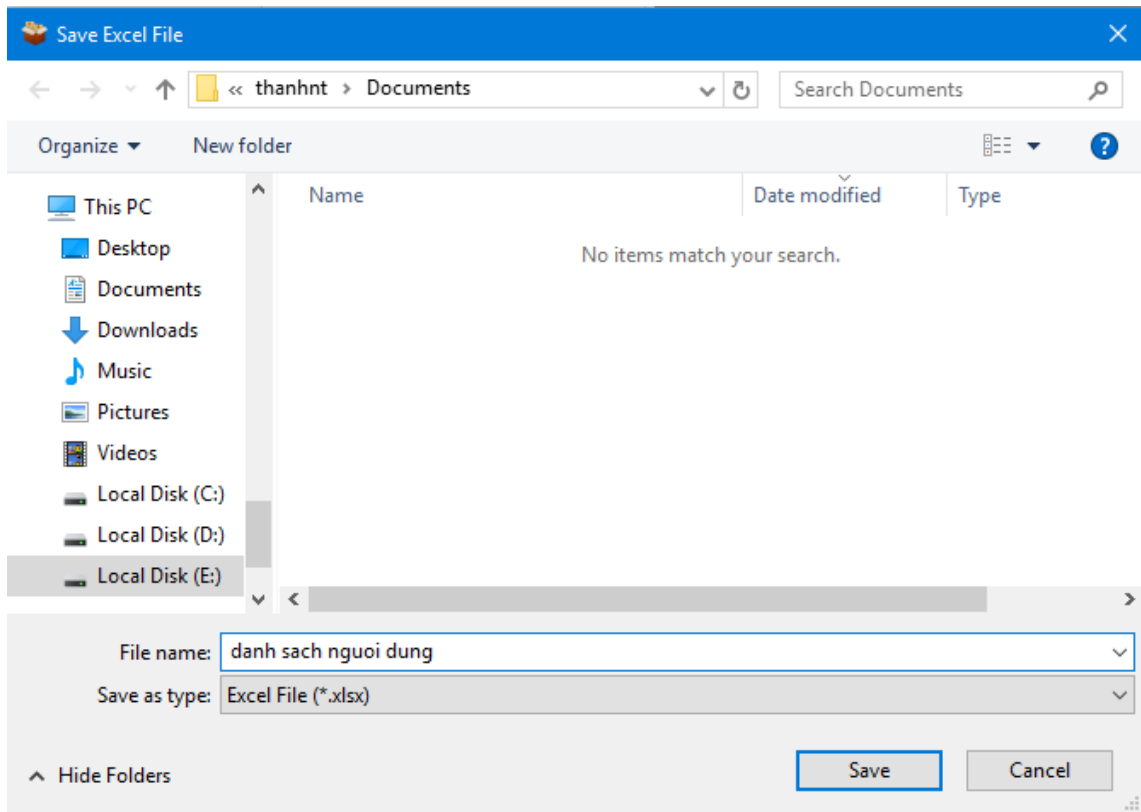 Save Excel File
« thanhnt > Documents
Search Documents
Organize
New folder
Name
Date modified
Type
No items match your search.
This PC
Desktop
Documents
Downloads
Music
Pictures
Videos
Local Disk (C:)
Local Disk (D:)
Local Disk (E:)
File name: danh sach nguoi dung
Save as type: Excel File (*.xlsx)
Hide Folders
Save
Cancel